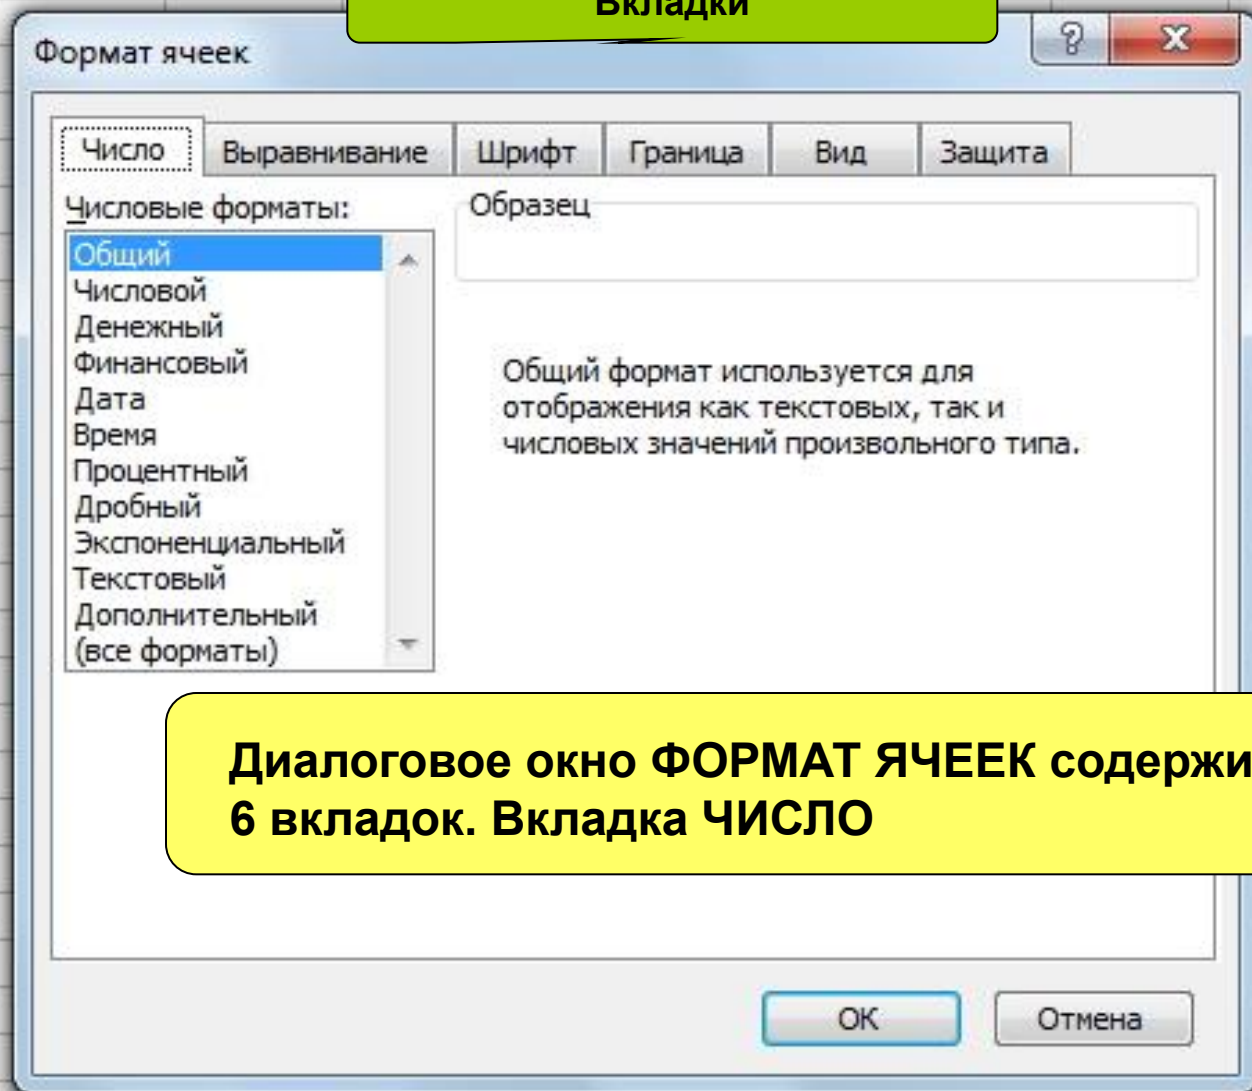 Вкладки
Формат ячеек
Число Выравнивание Шрифт Граница Вид Защита
Числовые форматы:
Общий
Числовой
Денежный
Финансовый
Дата
Время
Процентный
Дробный
Экспоненциальный
Текстовый
Дополнительный
(все форматы)
Образец
Общий формат используется для
отображения как текстовых, так и
числовых значений произвольного типа.
Диалоговое окно ФОРМАТ ЯЧЕЕК содержи
6 вкладок. Вкладка ЧИСЛО
ОК Отмена